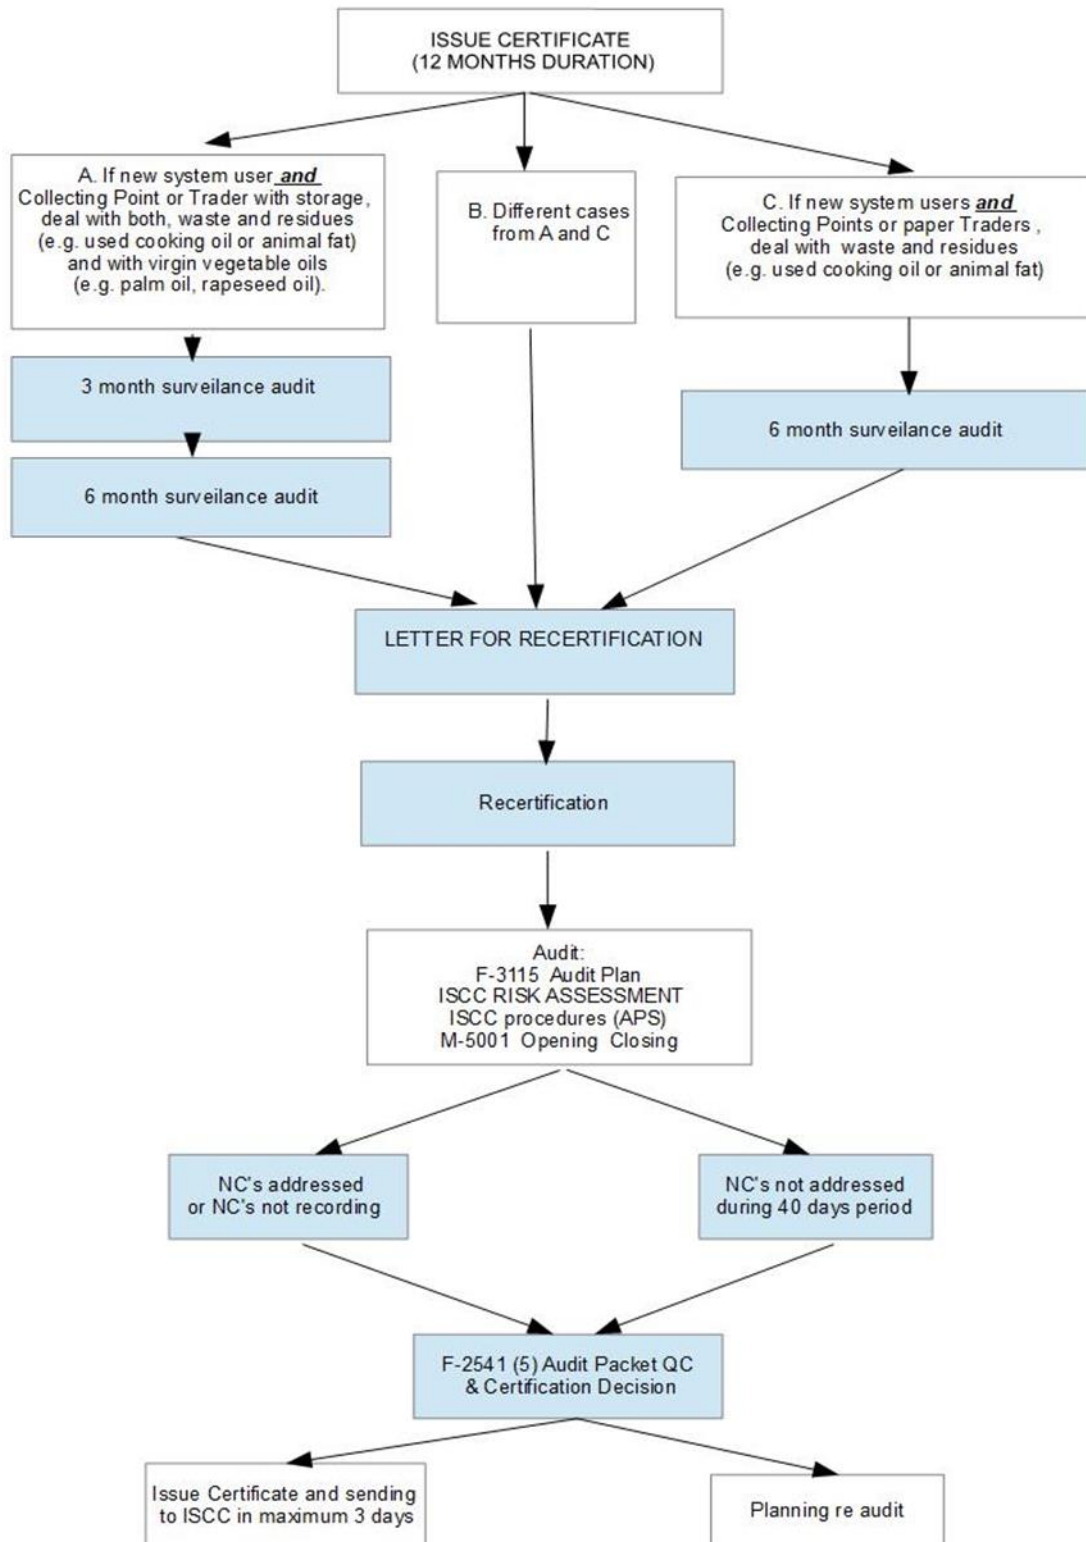 ISSUE CERTIFICATE
(12 MONTHS DURATION)
A. If new system user and
Collecting Point or Trader with storage,
deal with both, waste and residues
(e.g. used cooking oil or animal fat)
and with virgin vegetable oils
(e.g. palm oil, rapeseed oil).
B. Different cases
from A and C
C. If new system users and
Collecting Points or paper Traders ,
deal with waste and residues
(e.g. used cooking oil or animal fat)
3 month surveilance audit
6 month surveilance audit
6 month surveilance audit
LETTER FOR RECERTIFICATION
Recertification
Audit:
F-3115 Audit Plan
ISCC RISK ASSESSMENT
ISCC procedures (APS)
M-5001 Opening Closing
NC's addressed
or NC's not recording
NC's not addressed
during 40 days period
F-2541 (5) Audit Packet QC
& Certification Decision
Issue Certificate and sending
to ISCC in maximum 3 days
Planning re audit